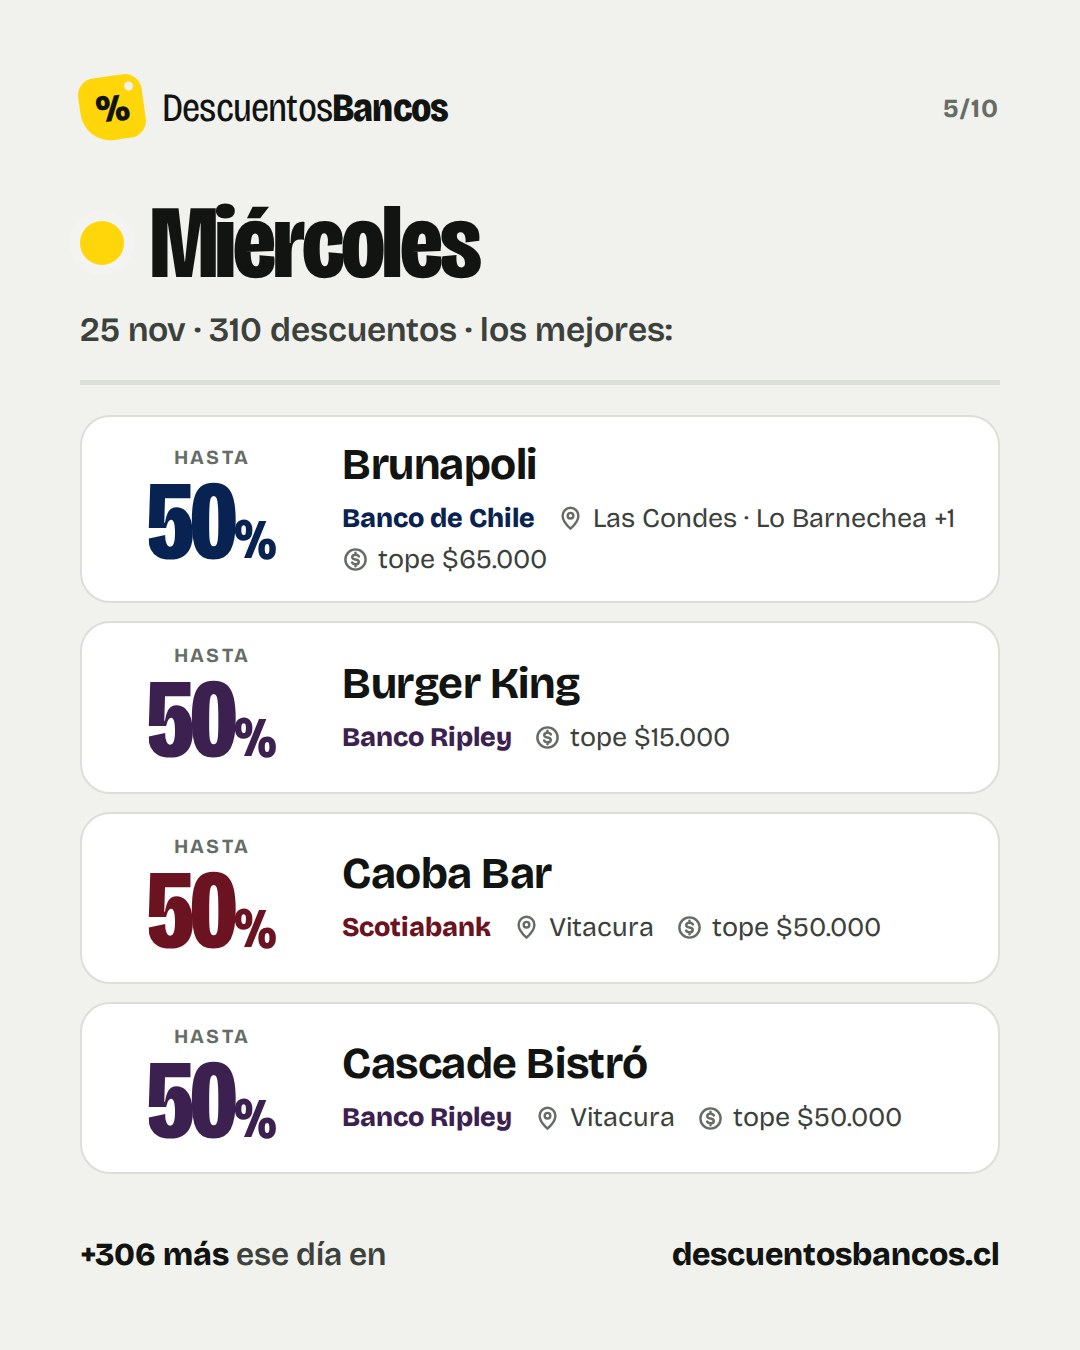 %
DescuentosBancos
5/10
Miércoles
25 nov · 310 descuentos · los mejores:
HASTA
50%
Brunapoli
Banco de Chile Las Condes · Lo Barnechea +1
$ tope $65.000
HASTA
50%
Burger King
Banco Ripley $ tope $15.000
HASTA
50%
Caoba Bar
Scotiabank Vitacura $ tope $50.000
HASTA
50%
Cascade Bistró
Banco Ripley Vitacura $ tope $50.000
+306 más ese día en
descuentosbancos.cl